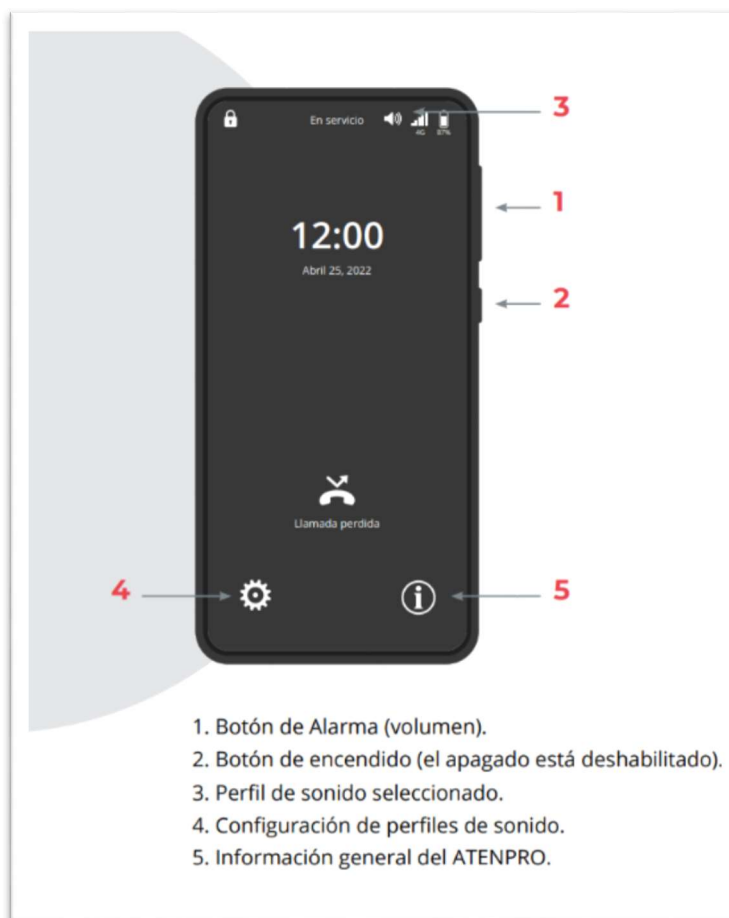 En servicio
4G
87%
3
1
12:00
Abril 25, 2022
2
Llamada perdida
4
5
1. Botón de Alarma (volumen).
2. Botón de encendido (el apagado está deshabilitado).
3. Perfil de sonido seleccionado.
4. Configuración de perfiles de sonido.
5. Información general del ATENPRO.